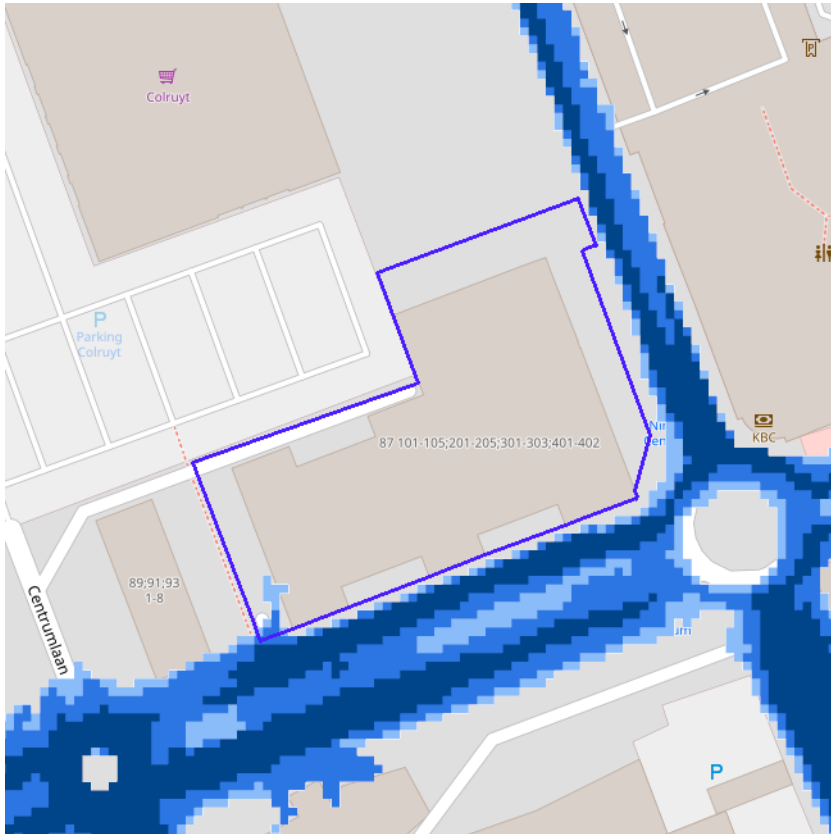 P
Colruyt
P
Parking
Colruyt
KBC
87 101-105;201-205;301-303;401-402
89;91;93
1-8
Centrumlaan
P